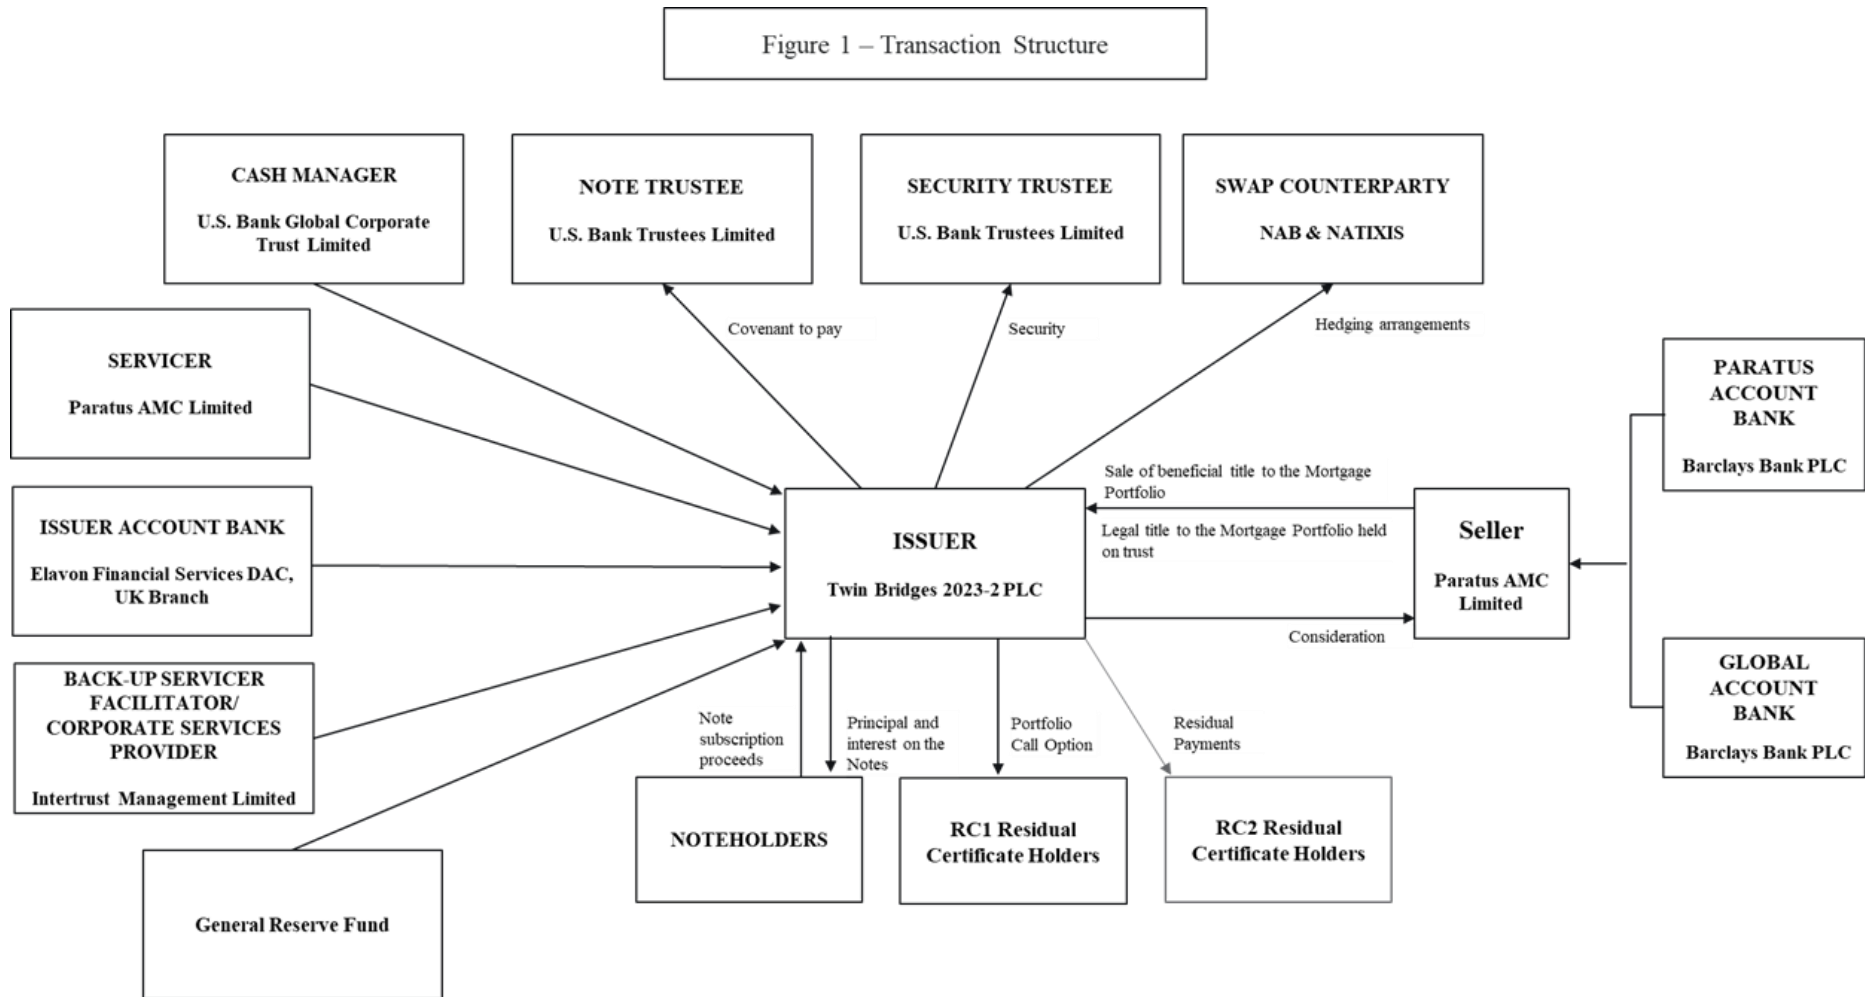 Figure 1 – Transaction Structure
CASH MANAGER
U.S. Bank Global Corporate
Trust Limited
NOTE TRUSTEE
U.S. Bank Trustees Limited
SECURITY TRUSTEE
U.S. Bank Trustees Limited
SWAP COUNTERPARTY
NAB & NATIXIS
Covenant to pay
Security
Hedging arrangements
SERVICER
Paratus AMC Limited
PARATUS
ACCOUNT
BANK
Barclays Bank PLC
ISSUER ACCOUNT BANK
Elavon Financial Services DAC,
UK Branch
ISSUER
Twin Bridges 2023-2 PLC
Sale of beneficial title to the Mortgage
Portfolio
Legal title to the Mortgage Portfolio held
on trust
Consideration
Seller
Paratus AMC
Limited
GLOBAL
ACCOUNT
BANK
Barclays Bank PLC
BACK-UP SERVICER
FACILITATOR/
CORPORATE SERVICES
PROVIDER
Intertrust Management Limited
Note
subscription
proceeds
Principal and
interest on the
Notes
Portfolio
Call Option
Residual
Payments
NOTEHOLDERS
RC1 Residual
Certificate Holders
RC2 Residual
Certificate Holders
General Reserve Fund